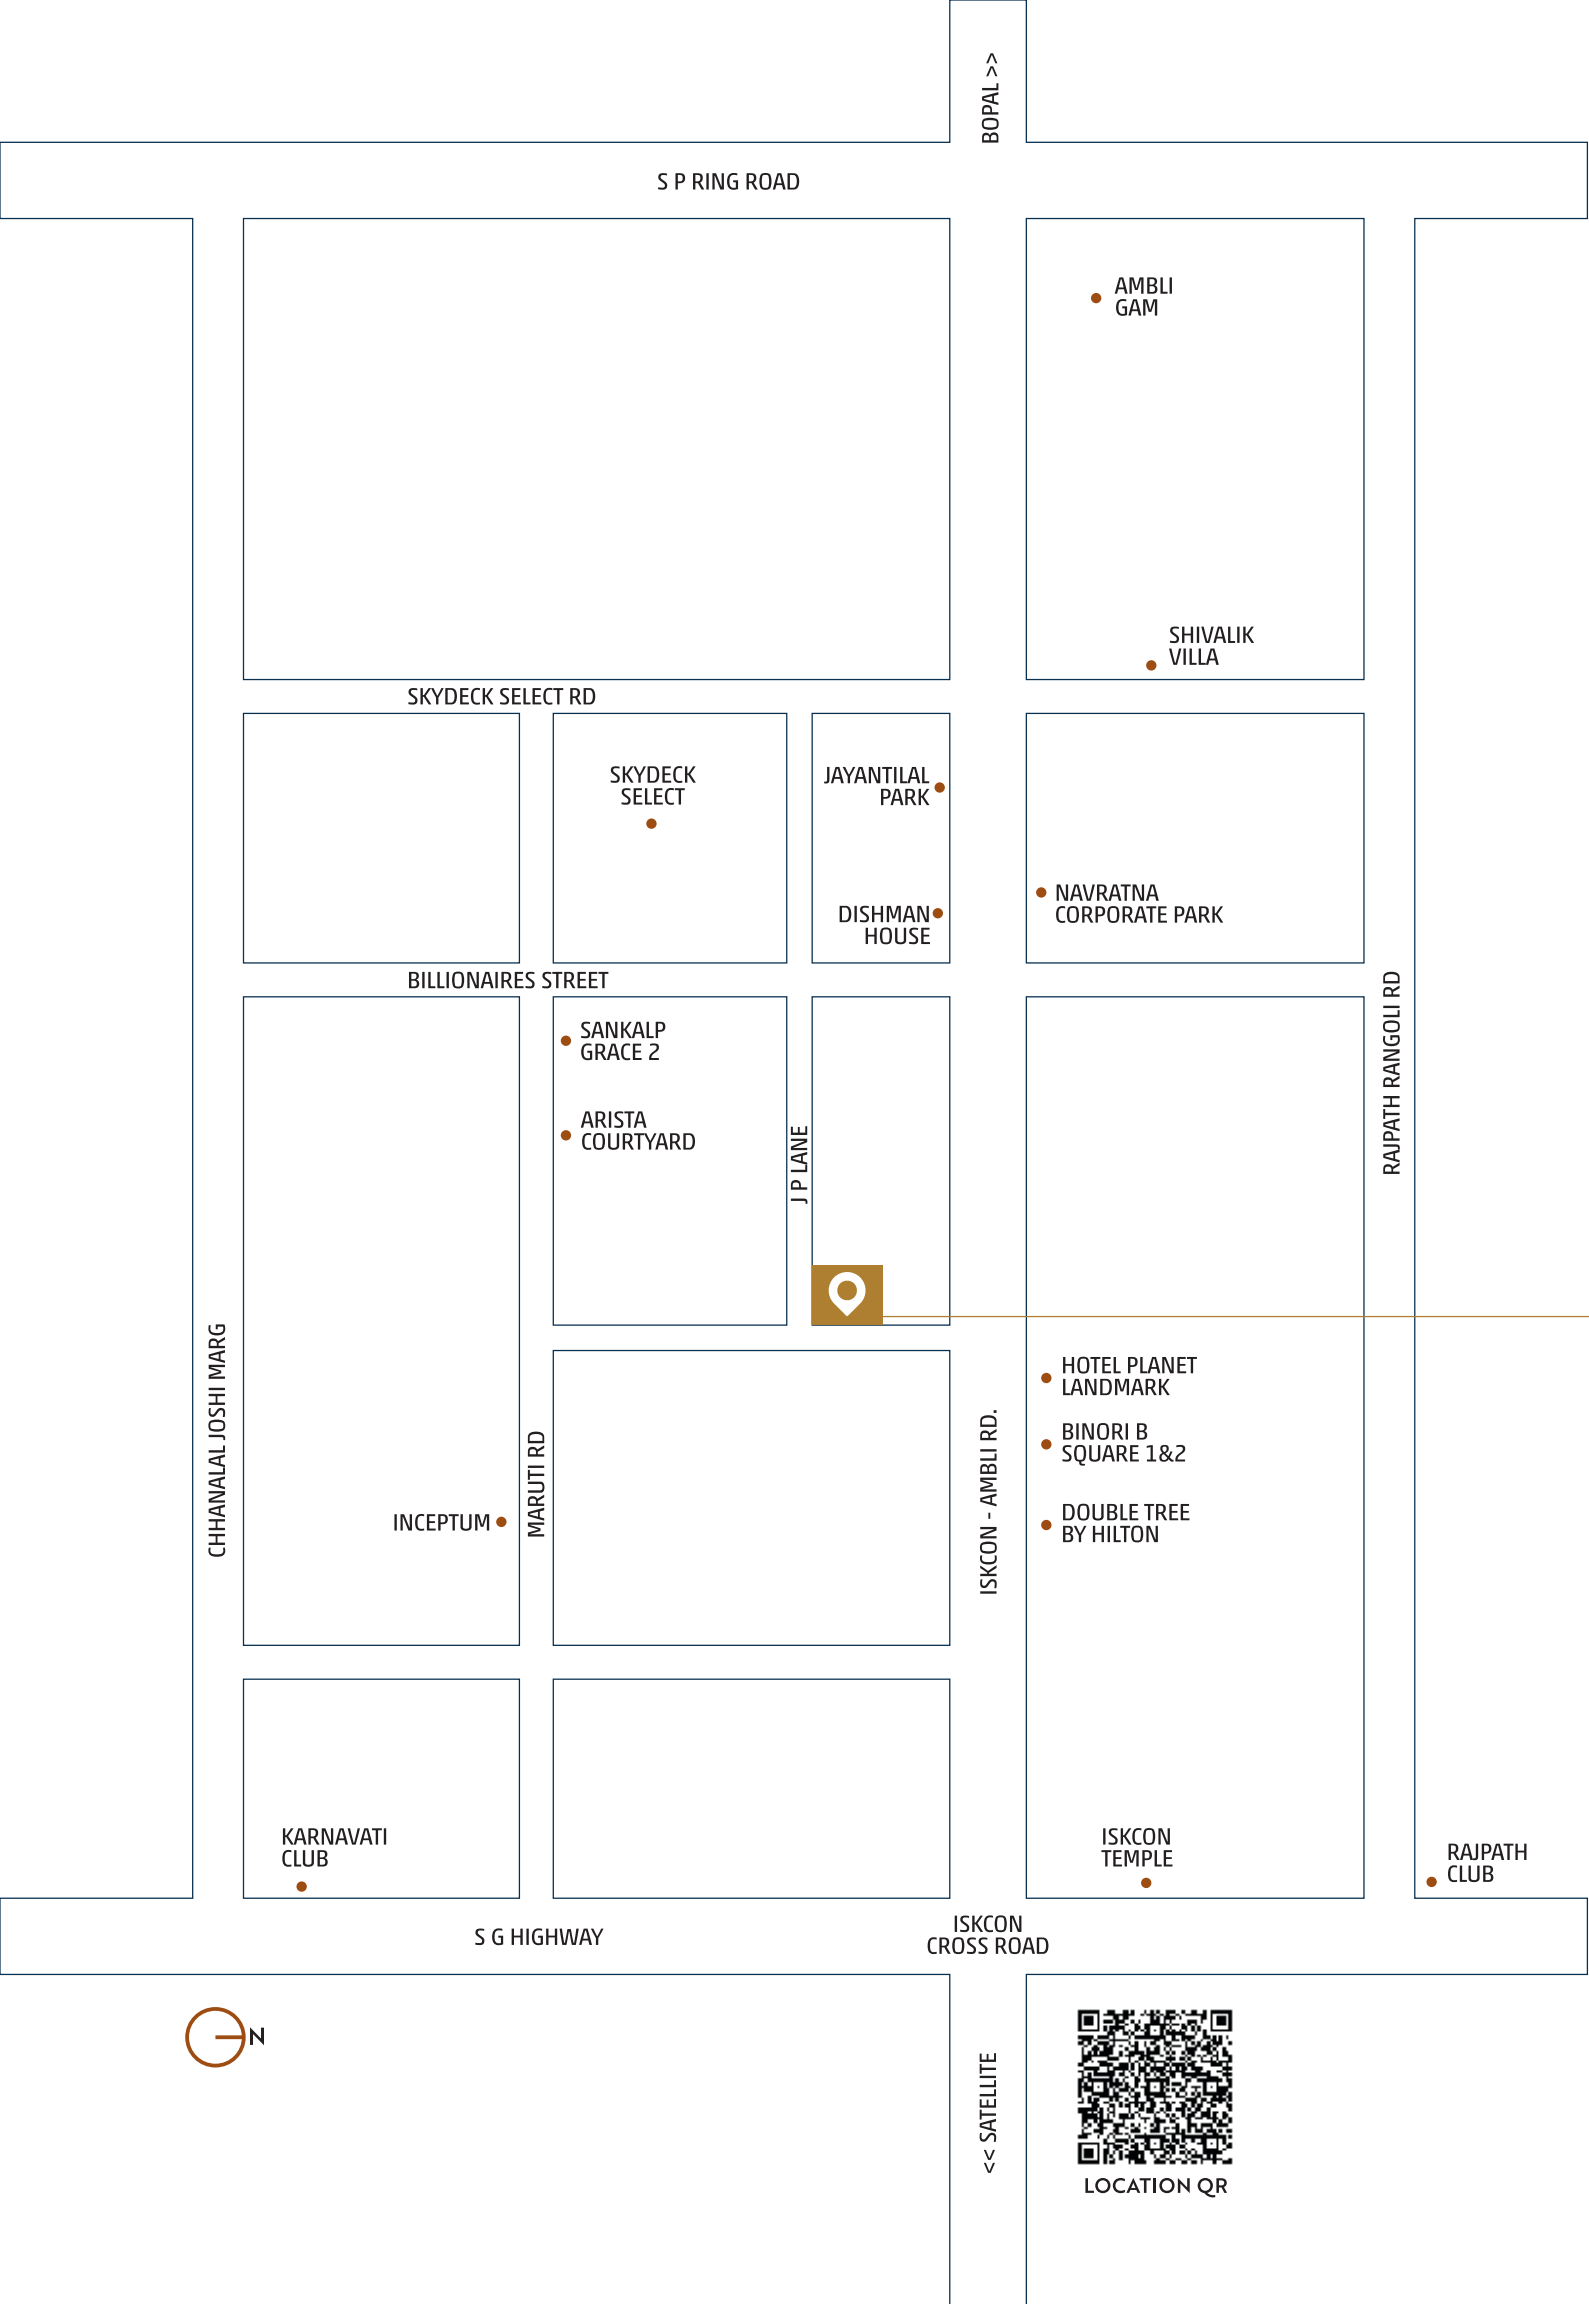 BOPAL >>
S P RING ROAD
AMBLI
GAM
SHIVALIK
VILLA
SKYDECK SELECT RD
SKYDECK
SELECT
JAYANTILAL
PARK
DISHMAN
HOUSE
NAVRATNA
CORPORATE PARK
BILLIONAIRES STREET
RAJPATH RANGOLI RD
SANKALP
GRACE 2
ARISTA
COURTYARD
J P LANE
CHHANALAL JOSHI MARG
HOTEL PLANET
LANDMARK
BINORI B
SQUARE 1&2
MARUTI RD
ISKCON - AMBLI RD.
INCEPTUM
DOUBLE TREE
BY HILTON
KARNAVATI
CLUB
ISKCON
TEMPLE
RAJPATH
CLUB
S G HIGHWAY
ISKCON
CROSS ROAD
N
<< SATELLITE
LOCATION QR